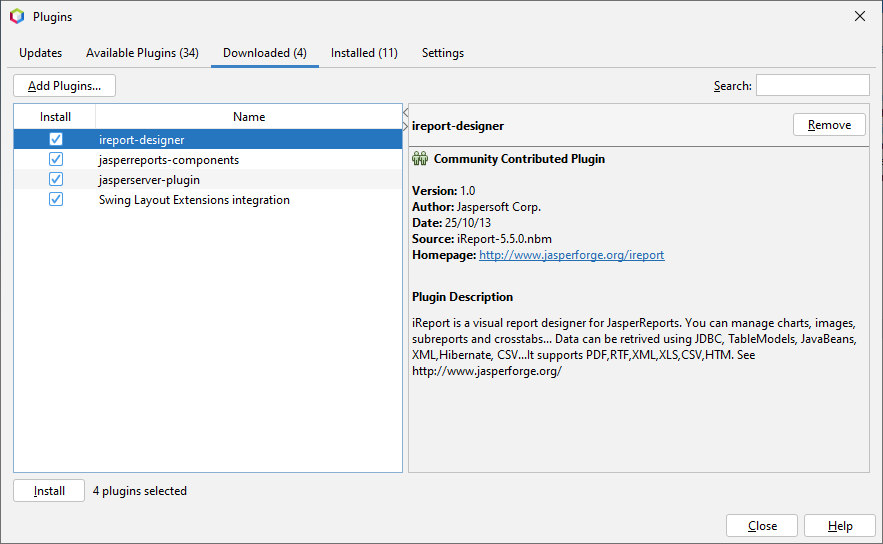 Plugins
Updates
Available Plugins (34)
Downloaded (4)
Installed (11)
Settings
Add Plugins...
Search:
Install
Name
ireport-designer
jasperreports-components
jasperserver-plugin
Swing Layout Extensions integration
ireport-designer
Remove
Community Contributed Plugin
Version: 1.0
Author: Jaspersoft Corp.
Date: 25/10/13
Source: iReport-5.5.0.nbm
Homepage: http://www.jasperforge.org/ireport
Plugin Description
iReport is a visual report designer for JasperReports. You can manage charts, images,
subreports and crosstabs... Data can be retrived using JDBC, TableModels, JavaBeans,
XML,Hibernate, CSV...It supports PDF,RTF,XML,XLS,CSV,HTM. See
http://www.jasperforge.org/
Install
4 plugins selected
Close
Help